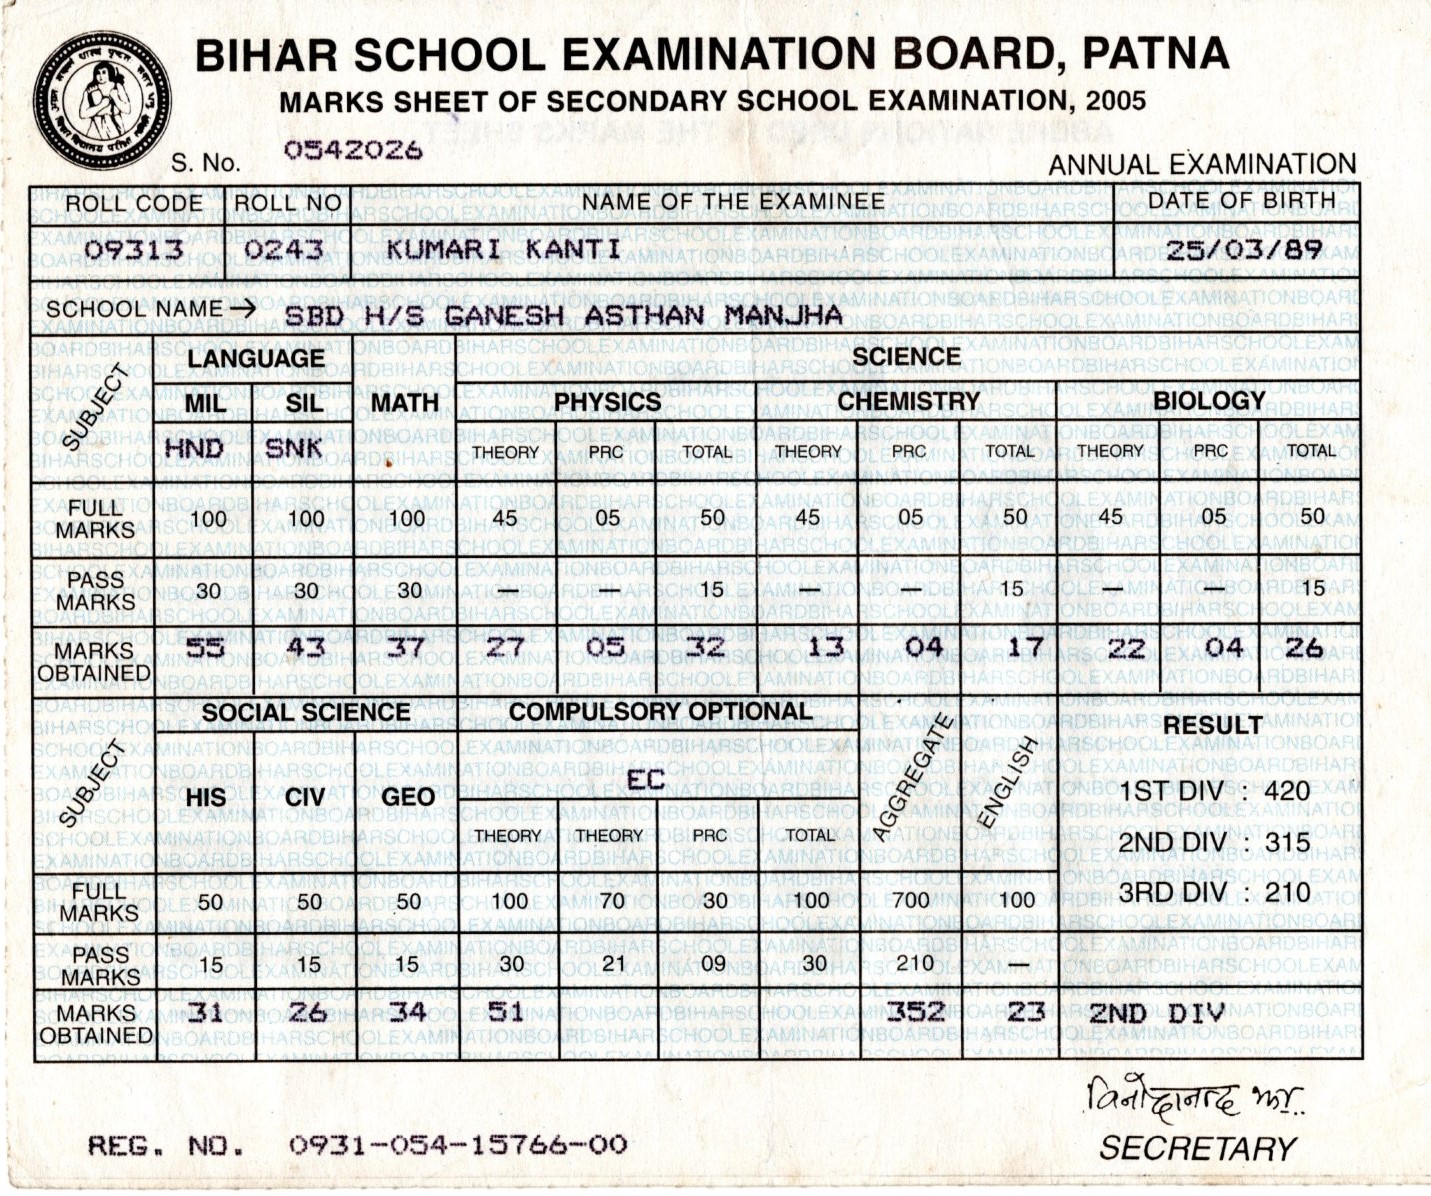 BIHAR SCHOOL EXAMINATION BOARD, PATNA
MARKS SHEET OF SECONDARY SCHOOL EXAMINATION, 2005
S. No. 0542026 ANNUAL EXAMINATION
ROLL CODE ROLL NO NAME OF THE EXAMINEE DATE OF BIRTH
09313 0243 KUMARI KANTI 25/03/89
SCHOOL NAME → SBD H/S GANESH ASTHAN MANJHA
SUBJECT LANGUAGE SCIENCE
MIL SIL MATH PHYSICS CHEMISTRY BIOLOGY
HND SNK THEORY PRC TOTAL THEORY PRC TOTAL THEORY PRC TOTAL
FULL MARKS 100 100 100 45 05 50 45 05 50 45 05 50
PASS MARKS 30 30 30 — — 15 — — 15 — — 15
MARKS OBTAINED 55 43 37 27 05 32 13 04 17 22 04 26
SUBJECT SOCIAL SCIENCE COMPULSORY OPTIONAL AGGREGATE ENGLISH RESULT
HIS CIV GEO EC 1ST DIV : 420
THEORY THEORY PRC TOTAL 2ND DIV : 315
FULL MARKS 50 50 50 100 70 30 100 700 100 3RD DIV : 210
PASS MARKS 15 15 15 30 21 09 30 210 —
MARKS OBTAINED 31 26 34 51 352 23 2ND DIV
विनोदानन्द झा
REG. NO. 0931-054-15766-00 SECRETARY